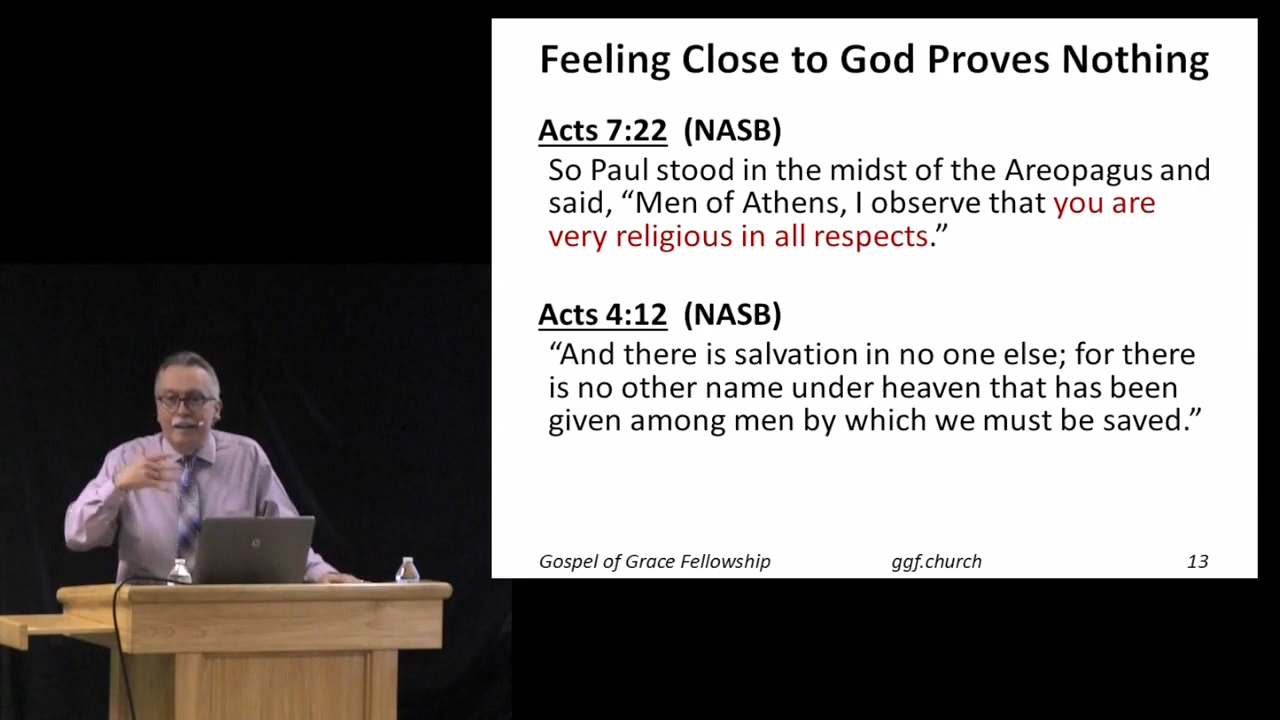 Feeling Close to God Proves Nothing
Acts 7:22 (NASB)
So Paul stood in the midst of the Areopagus and
said, “Men of Athens, I observe that you are
very religious in all respects.”
Acts 4:12 (NASB)
“And there is salvation in no one else; for there
is no other name under heaven that has been
given among men by which we must be saved.”
Gospel of Grace Fellowship ggf.church 13